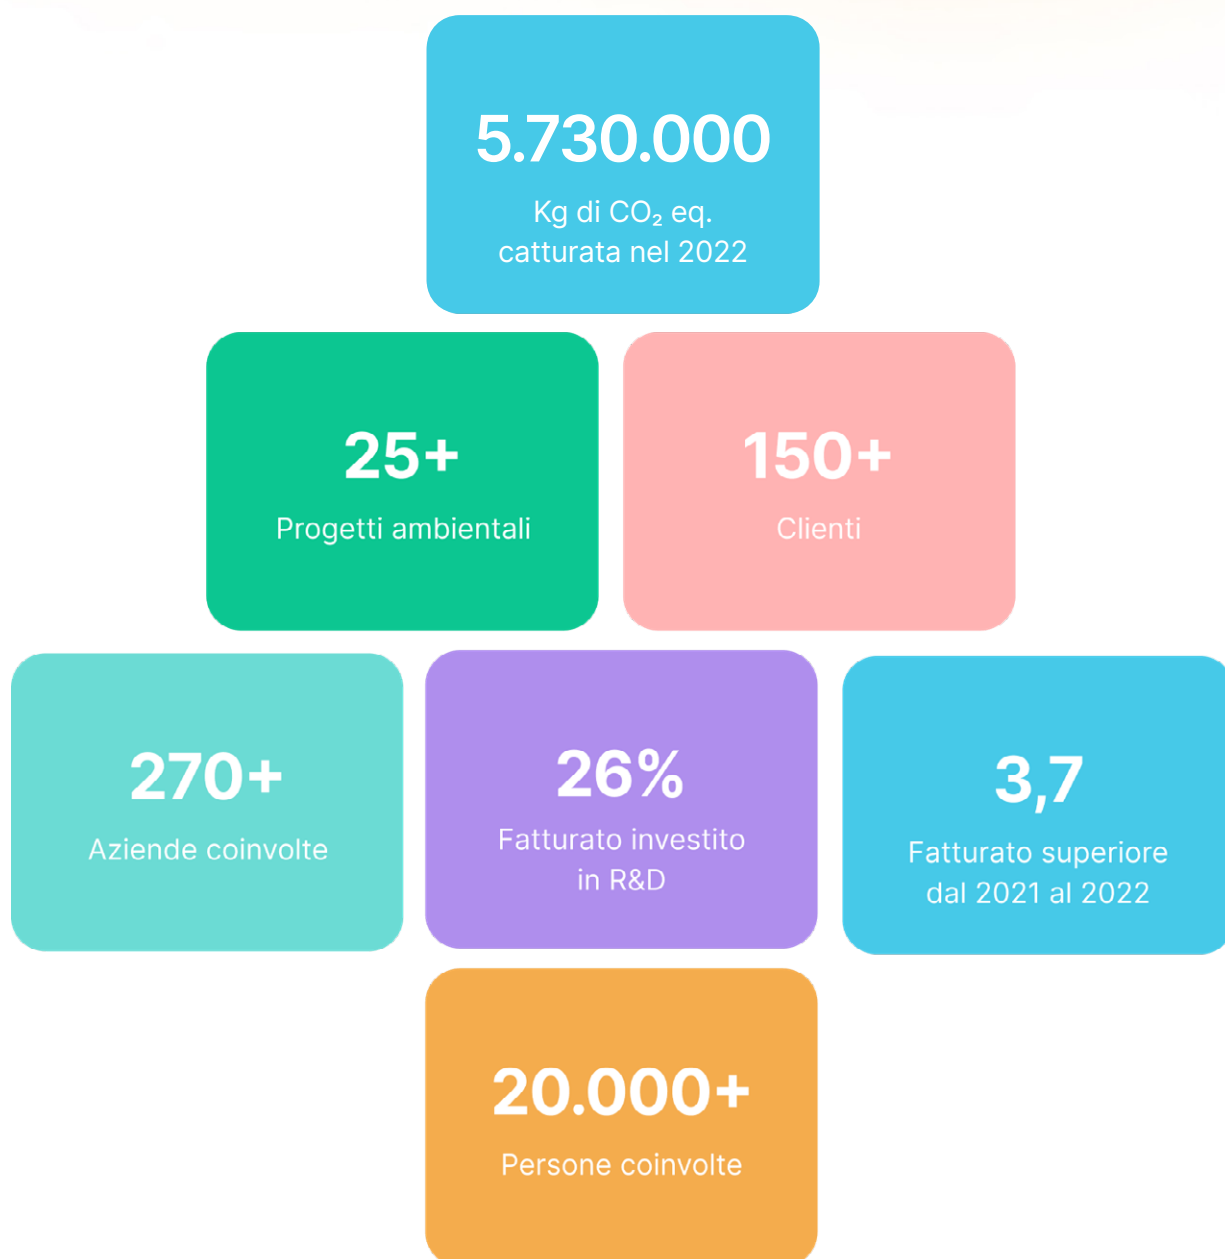 5.730.000
Kg di CO₂ eq.
catturata nel 2022
25+
Progetti ambientali
150+
Clienti
270+
Aziende coinvolte
26%
Fatturato investito
in R&D
3,7
Fatturato superiore
dal 2021 al 2022
20.000+
Persone coinvolte